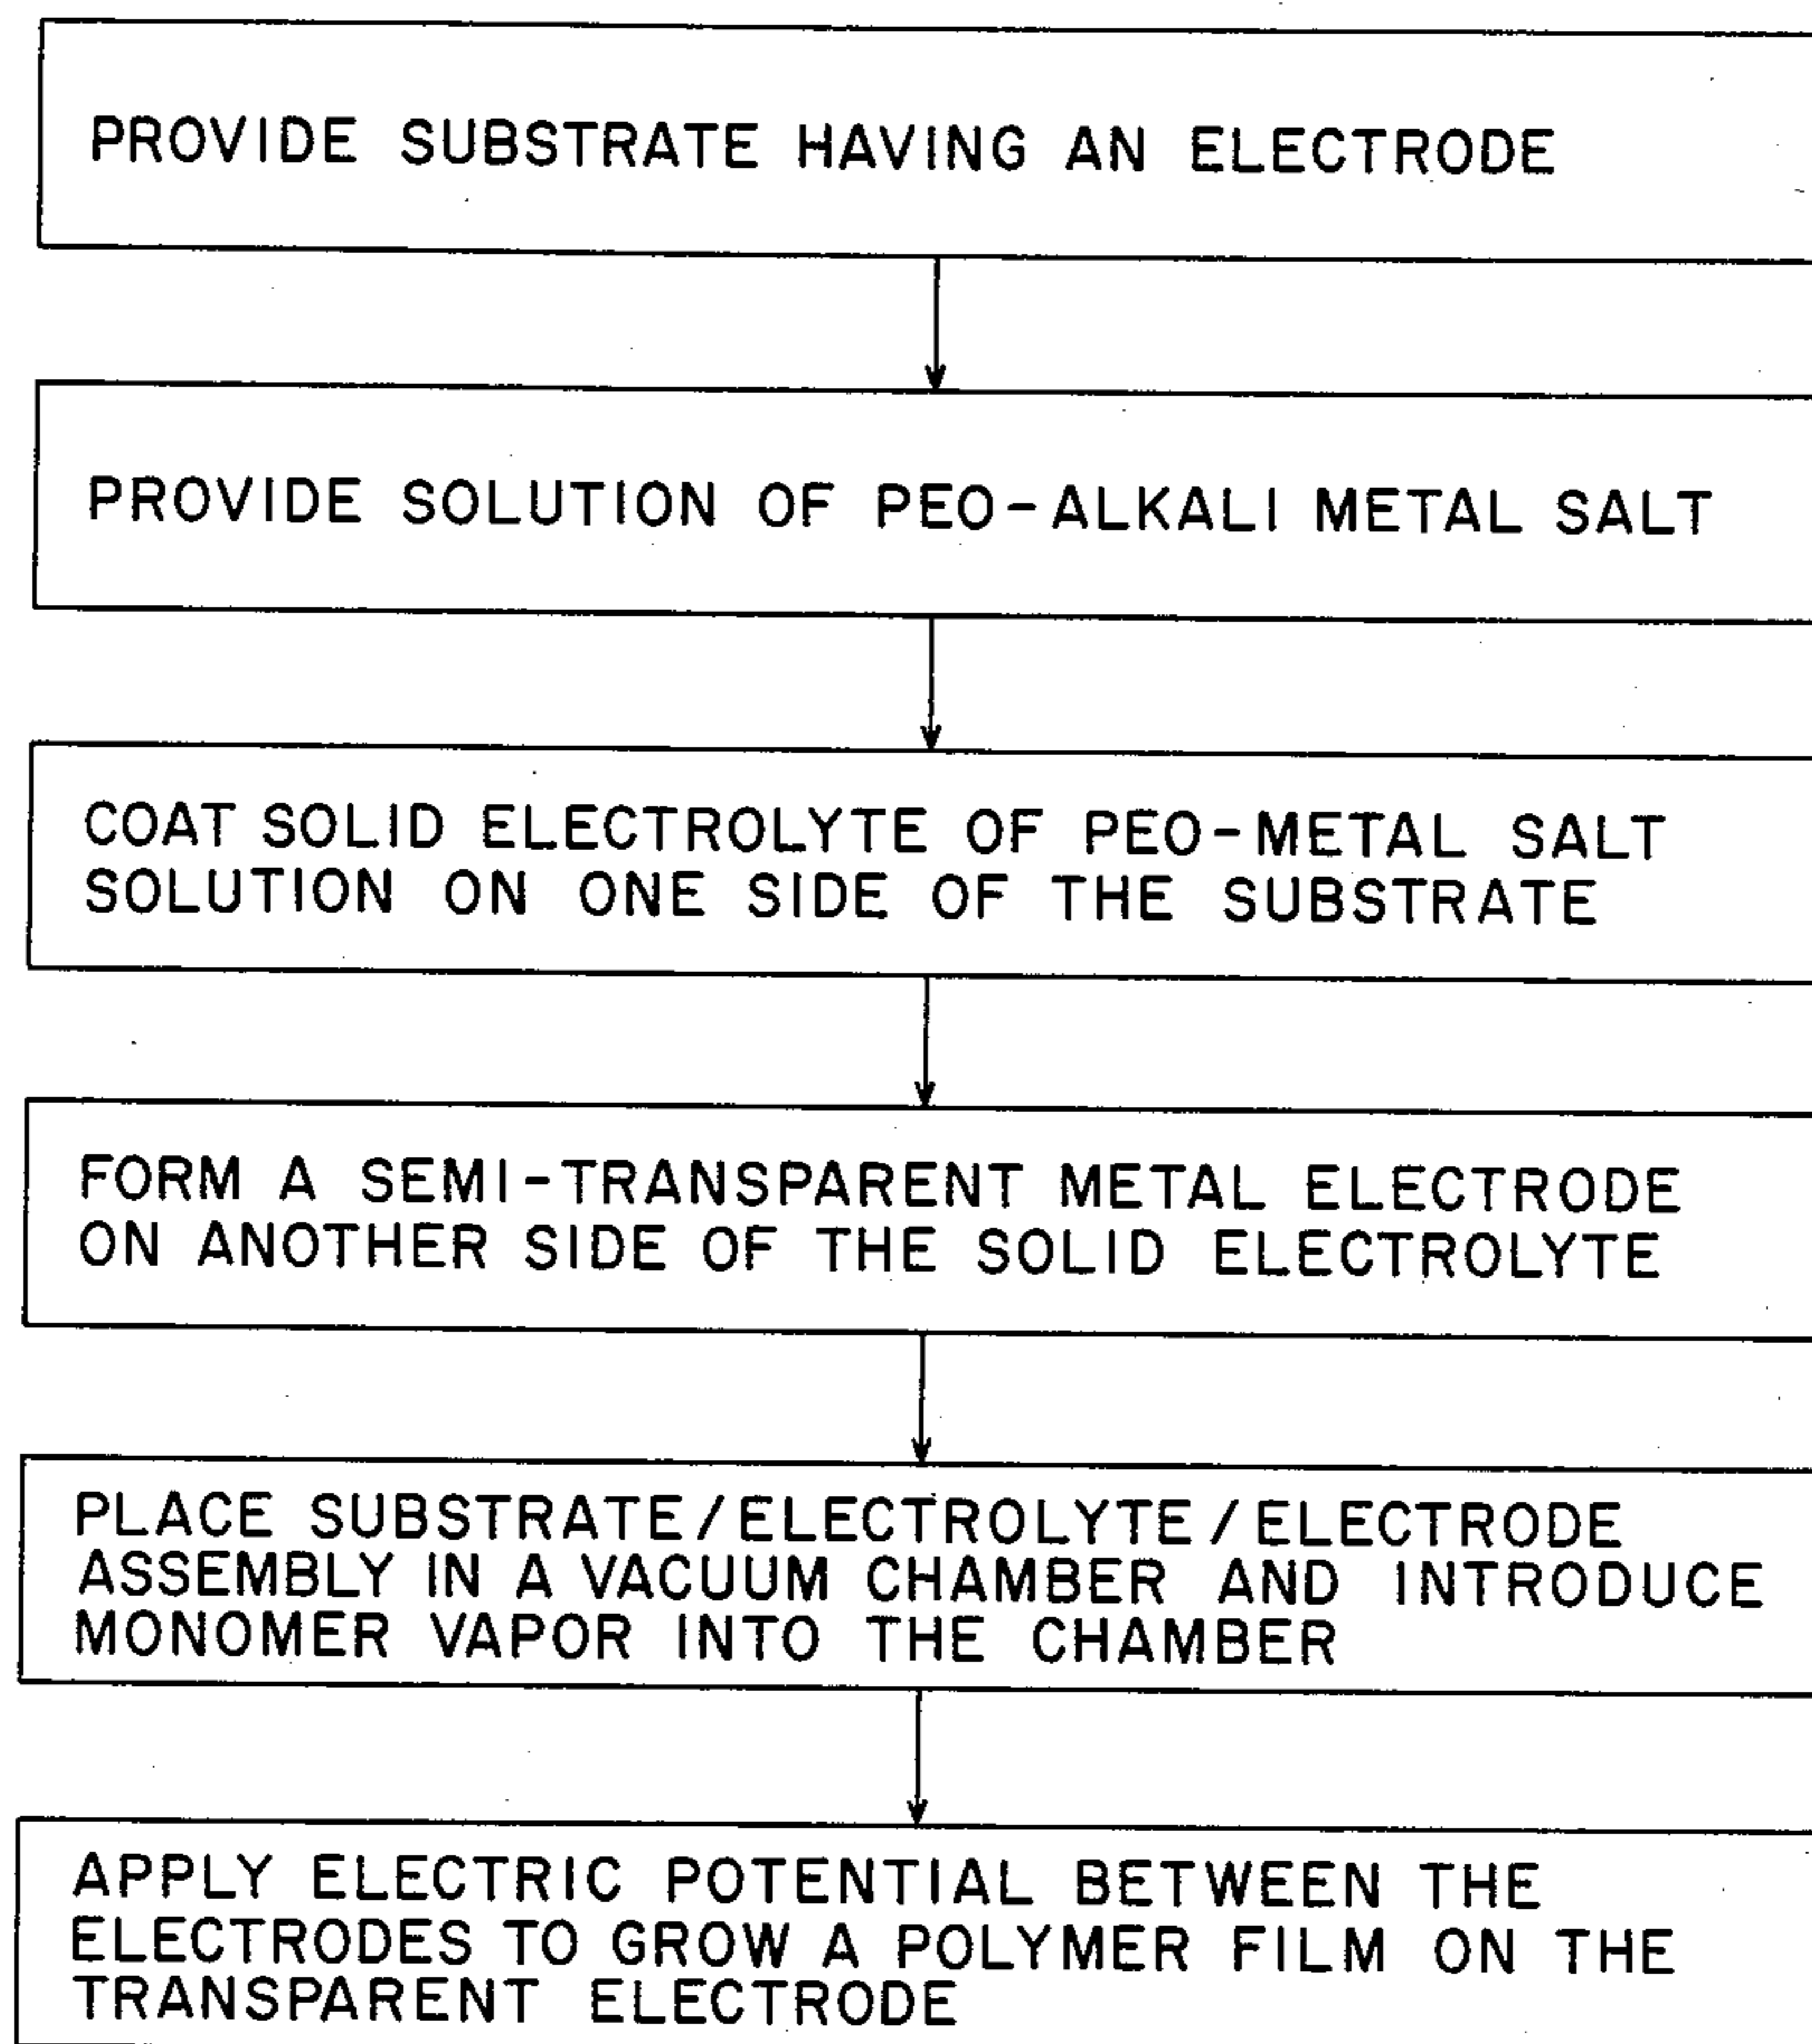 PROVIDE SUBSTRATE HAVING AN ELECTRODE
PROVIDE SOLUTION OF PEO-ALKALI METAL SALT
COAT SOLID ELECTROLYTE OF PEO-METAL SALT
SOLUTION ON ONE SIDE OF THE SUBSTRATE
FORM A SEMI-TRANSPARENT METAL ELECTRODE
ON ANOTHER SIDE OF THE SOLID ELECTROLYTE
PLACE SUBSTRATE/ELECTROLYTE/ELECTRODE
ASSEMBLY IN A VACUUM CHAMBER AND INTRODUCE
MONOMER VAPOR INTO THE CHAMBER
APPLY ELECTRIC POTENTIAL BETWEEN THE
ELECTRODES TO GROW A POLYMER FILM ON THE
TRANSPARENT ELECTRODE